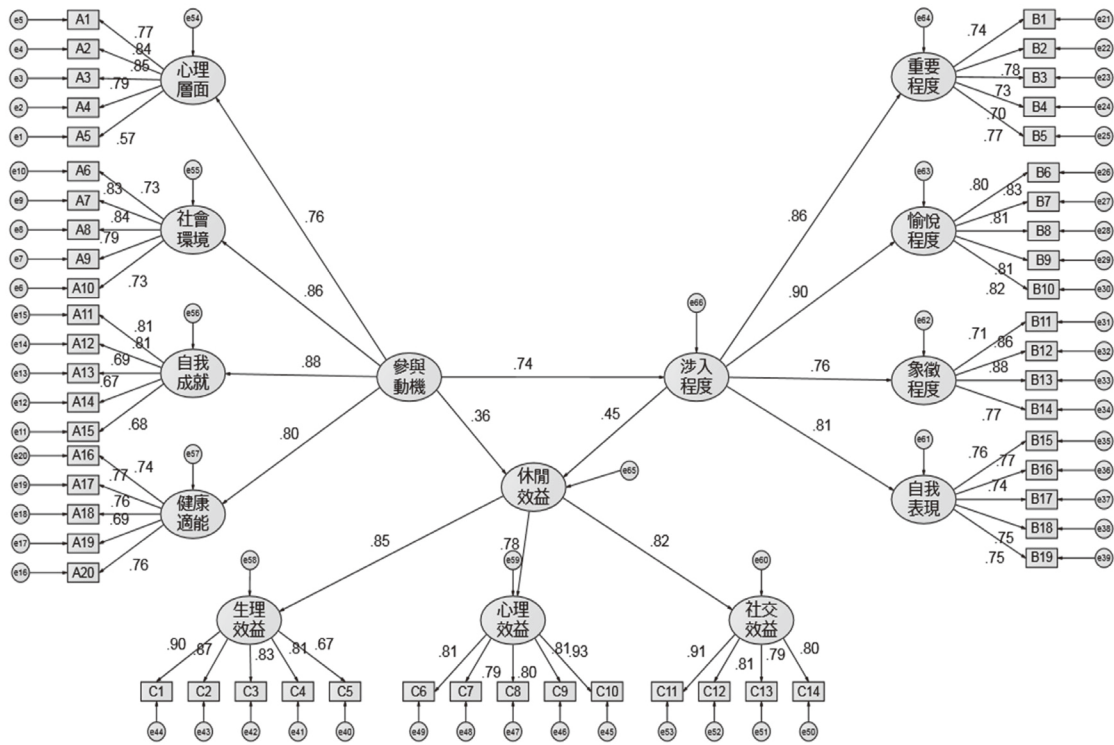 e5 A1
e4 A2
e3 A3
e2 A4
e1 A5
.77
.84
.85
.79
.57
e54
心理
層面
e10 A6
e9 A7
e8 A8
e7 A9
e6 A10
.73
.83
.84
.79
.73
e55
社會
環境
e15 A11
e14 A12
e13 A13
e12 A14
e11 A15
.81
.81
.69
.67
.68
e56
自我
成就
e20 A16
e19 A17
e18 A18
e17 A19
e16 A20
.74
.77
.76
.69
.76
e57
健康
適能
.76
.86
.88
.80
參與
動機
.74
.36
.45
e66
涉入
程度
e65
休閒
效益
.86
.90
.76
.81
e64
重要
程度
.74
.78
.73
.70
.77
B1 e21
B2 e22
B3 e23
B4 e24
B5 e25
e63
愉悅
程度
.80
.83
.81
.81
.82
B6 e26
B7 e27
B8 e28
B9 e29
B10 e30
e62
象徵
程度
.71
.86
.88
.77
B11 e31
B12 e32
B13 e33
B14 e34
e61
自我
表現
.76
.77
.74
.75
.75
B15 e35
B16 e36
B17 e37
B18 e38
B19 e39
.85
.78
.82
e58
生理
效益
.90 .87 .83 .81 .67
C1 C2 C3 C4 C5
e44 e43 e42 e41 e40
e59
心理
效益
.81 .79 .80 .81 .93
C6 C7 C8 C9 C10
e49 e48 e47 e46 e45
e60
社交
效益
.91 .81 .79 .80
C11 C12 C13 C14
e53 e52 e51 e50